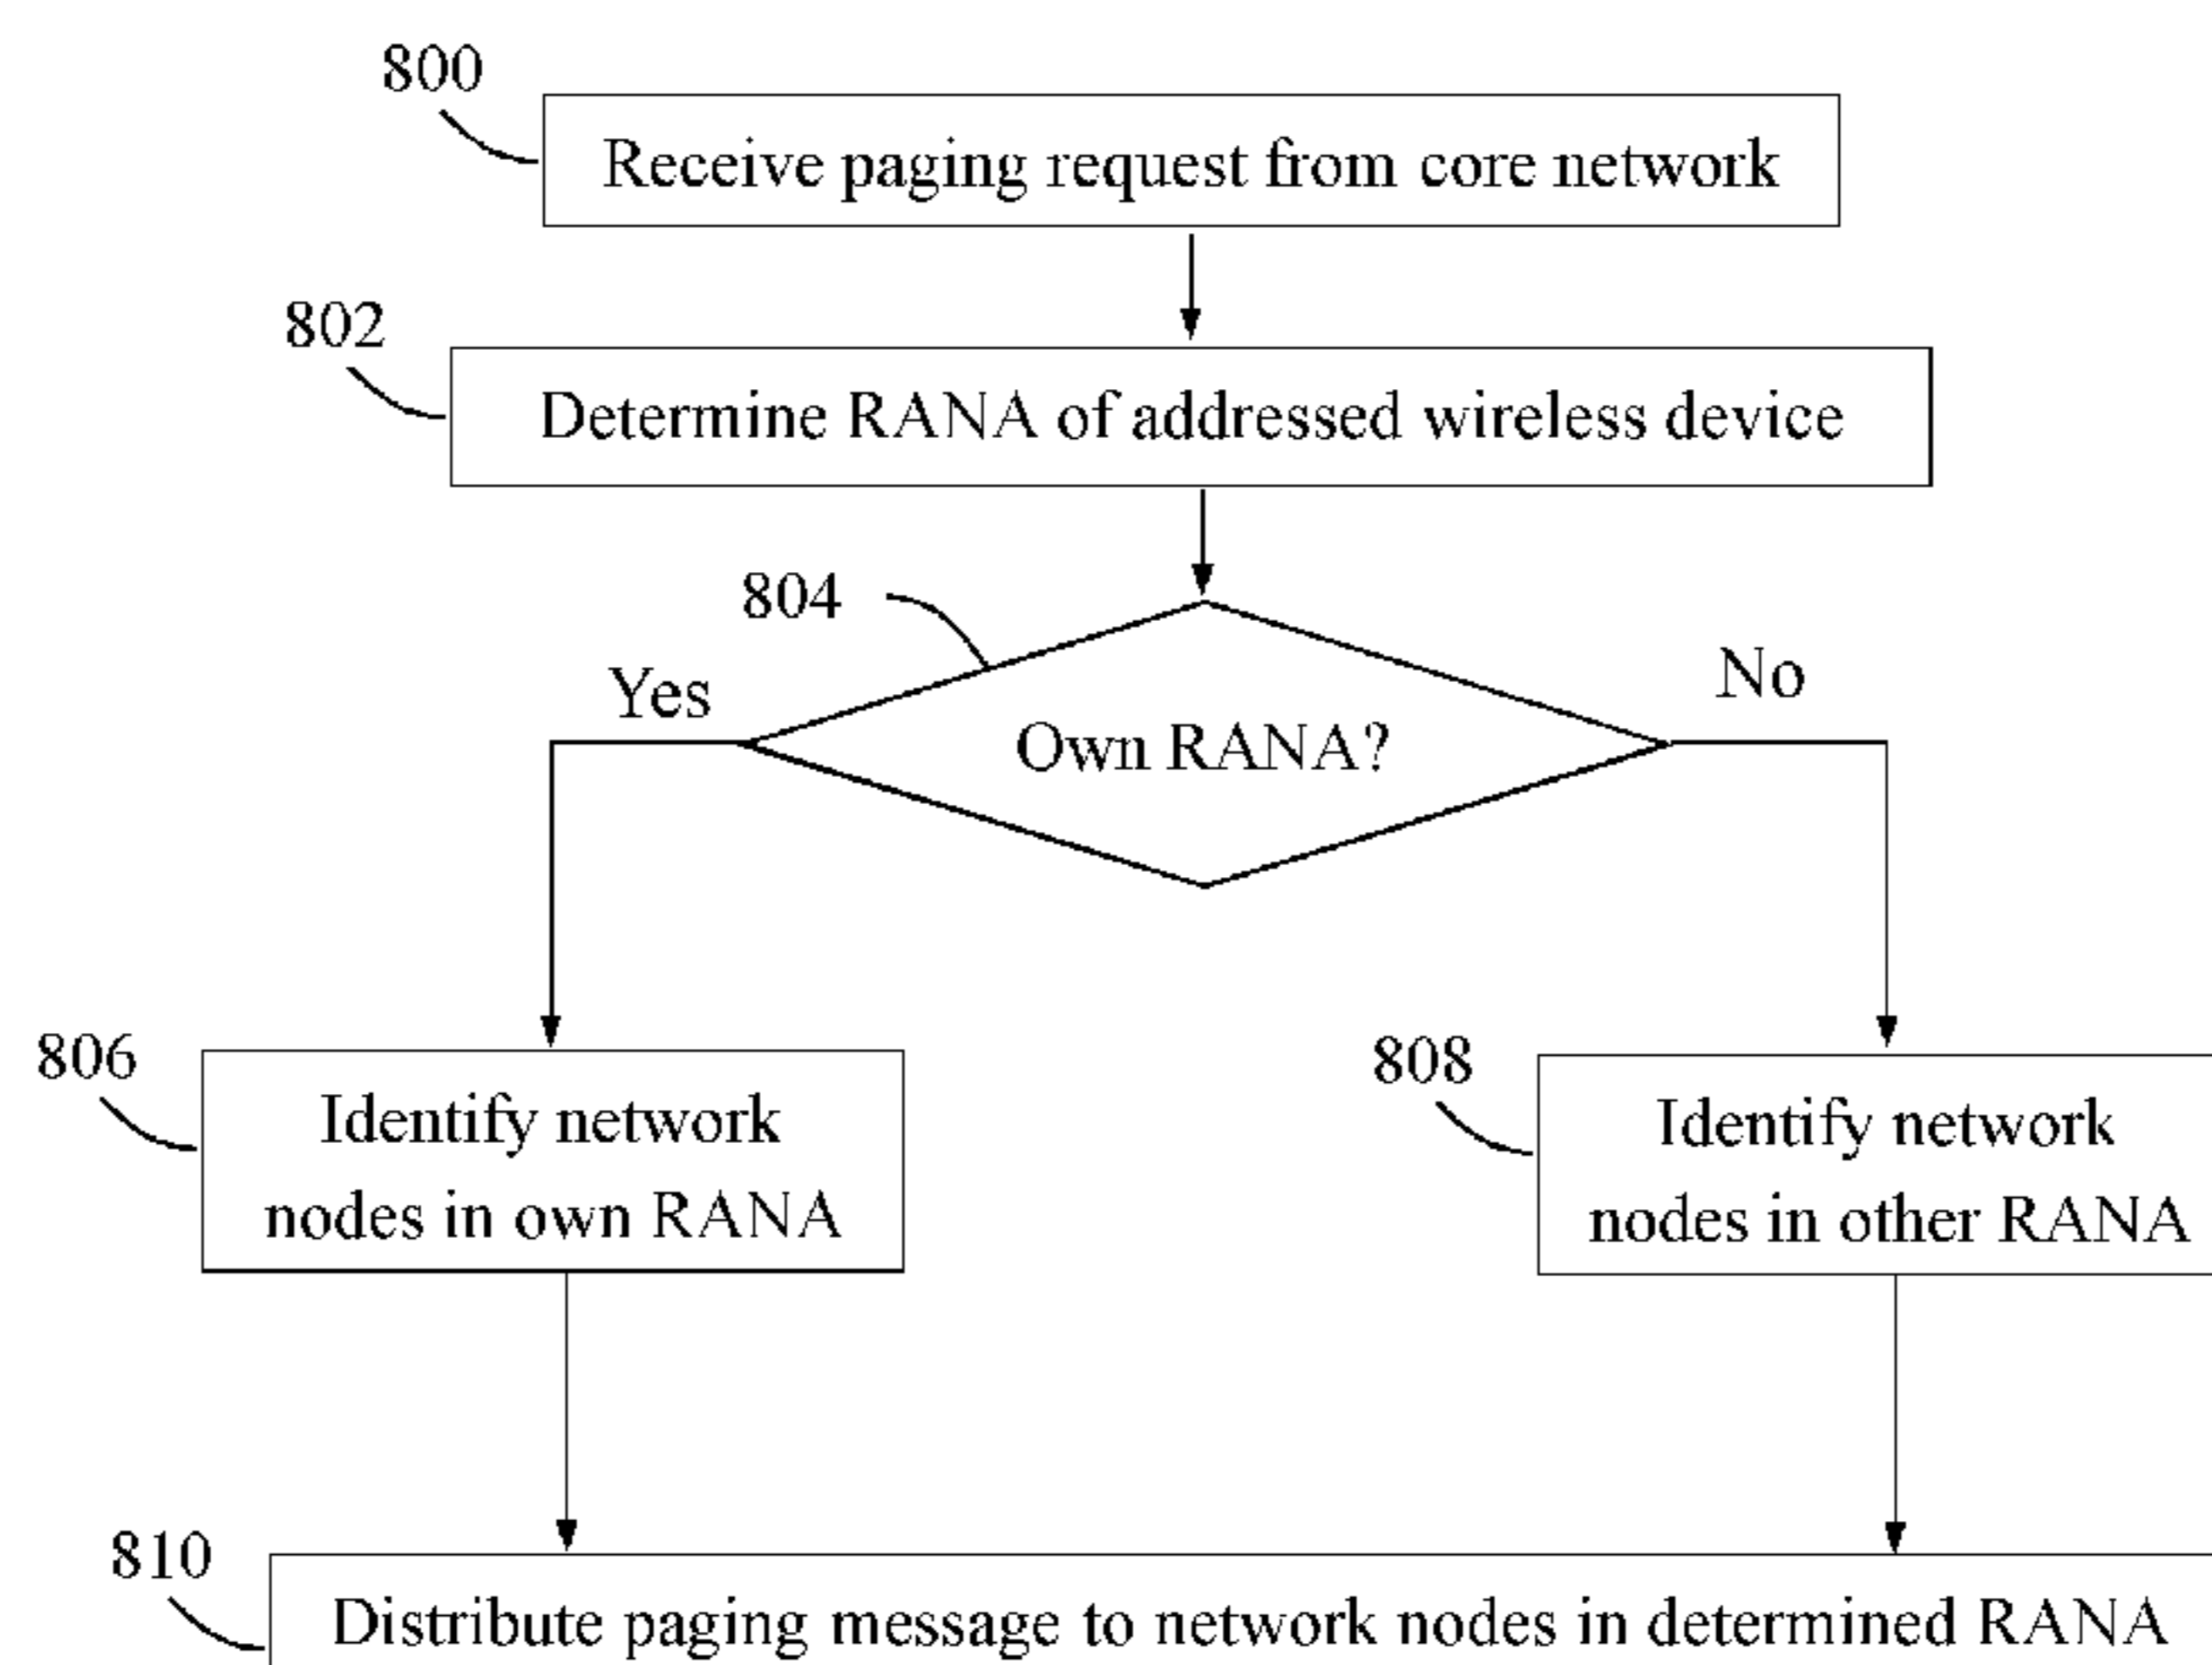 800
Receive paging request from core network
802
Determine RANA of addressed wireless device
804
Yes
No
Own RANA?
806
Identify network
nodes in own RANA
808
Identify network
nodes in other RANA
810
Distribute paging message to network nodes in determined RANA